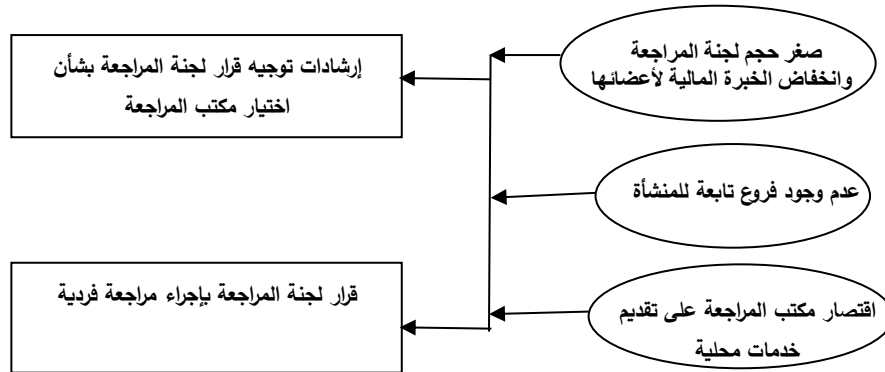 صغر حجم لجنة المراجعة
وانخفاض الخبرة المالية لأعضائها
إرشادات توجيه قرار لجنة المراجعة بشأن
اختيار مكتب المراجعة
عدم وجود فروع تابعة للمنشأة
اقتصار مكتب المراجعة على تقديم
خدمات محلية
قرار لجنة المراجعة بإجراء مراجعة فردية